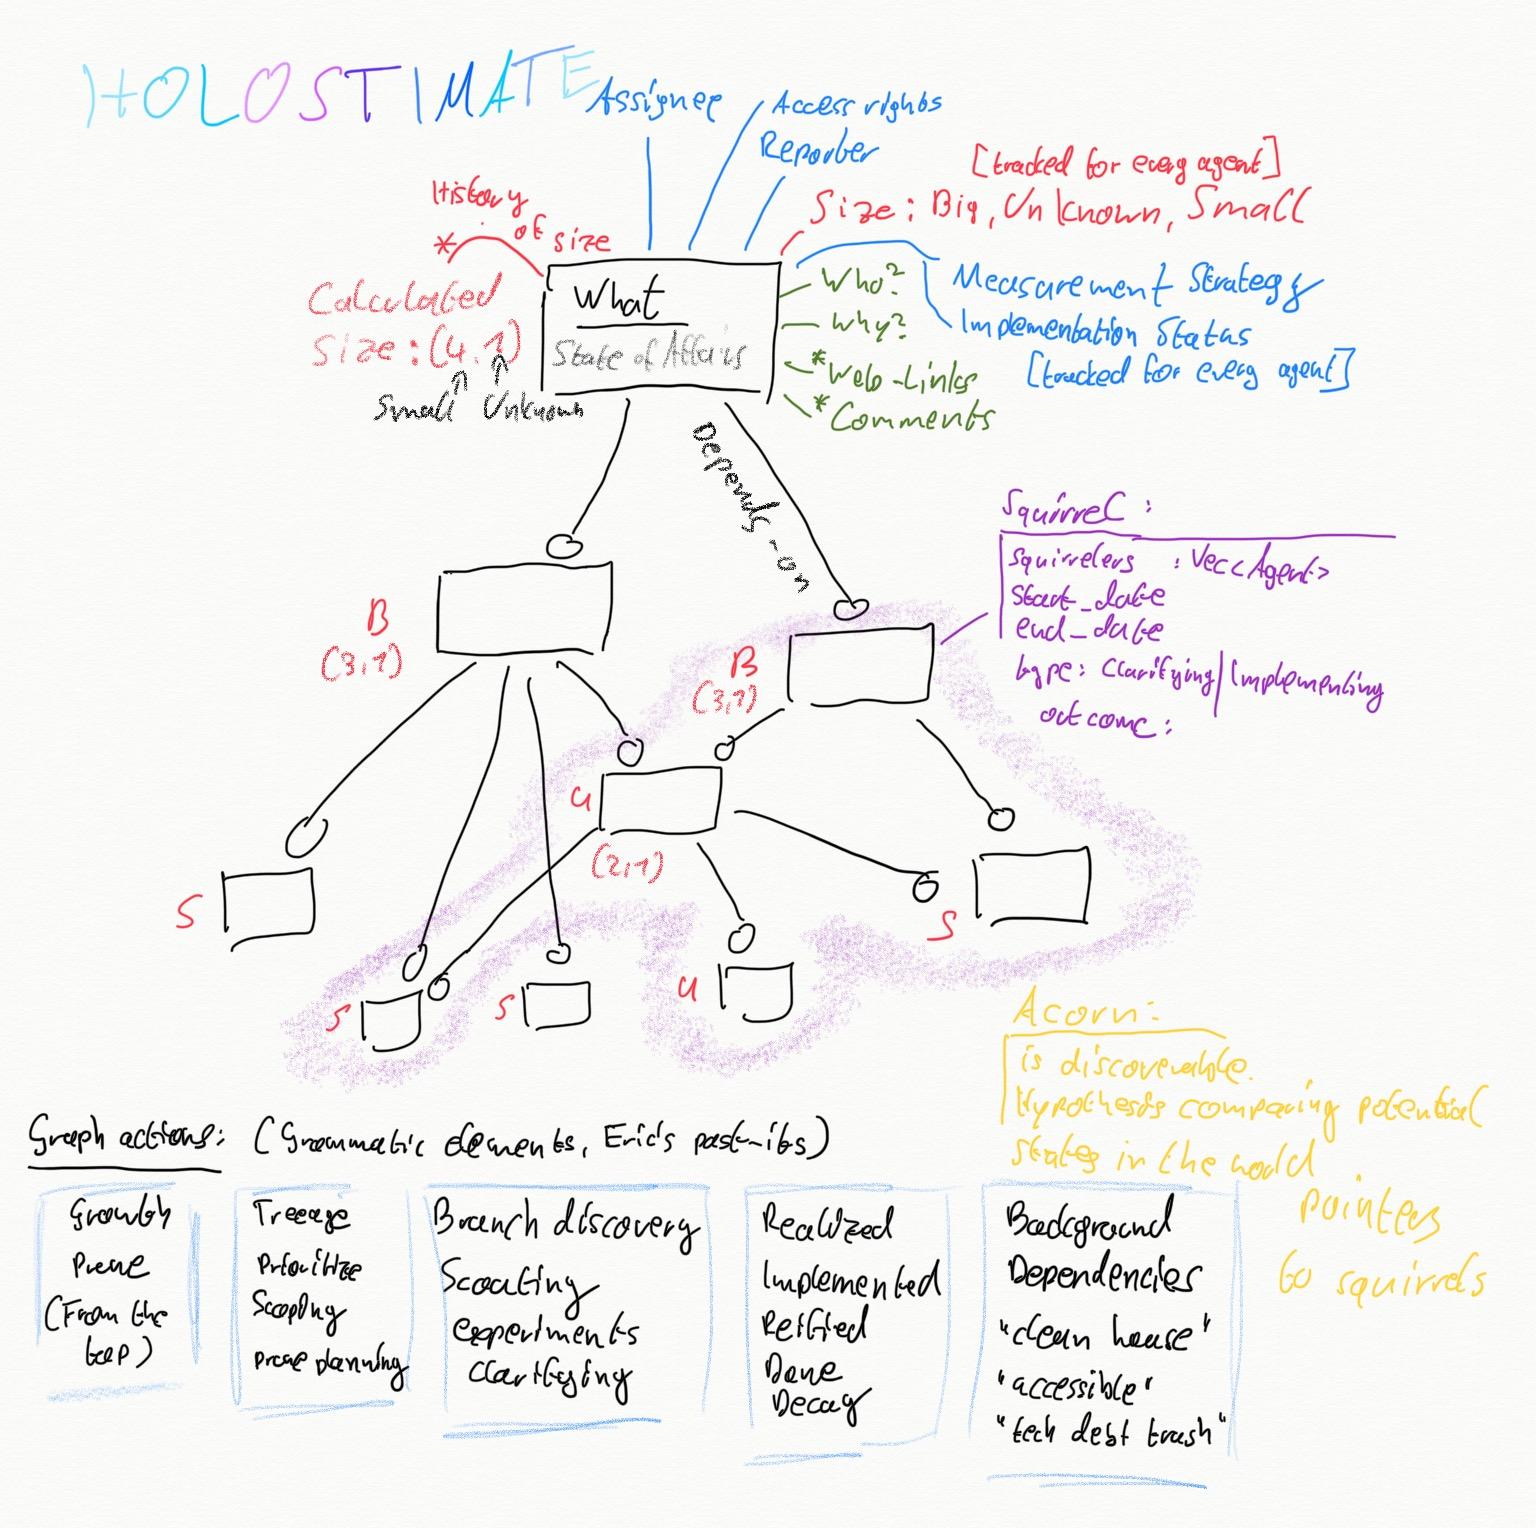 HOLOSTIMATE
Assignee
Access rights
Reporter
[tracked for every agent]
Size: Big, Unknown, Small
History
of size
*
Calculated
Size: (4,1)
Small Unknown
What
State of Affairs
Who?
Why?
*Web-Links
*Comments
Measurement Strategy
Implementation Status
[tracked for every agent]
Depends-on
Squirrel:
squirrelers : Vec<Agent>
start_date
end_date
type: Clarifying/Implementing
outcome:
B
(3,1)
B
(3,1)
U
(2,1)
S
S
S
S
U
Acorn:
is discoverable.
Hypothesis comparing potential
states in the world
pointers
to squirrels
Graph actions: (Grammatic elements, Eric's post-its)
Growth
Prune
(From the
top)
Treeage
Prioritize
Scoping
prune planning
Branch discovery
Scouting
experiments
Clarifying
Realized
Implemented
Reified
Done
Decay
Background
Dependencies
"clean house"
"accessible"
"tech debt trash"